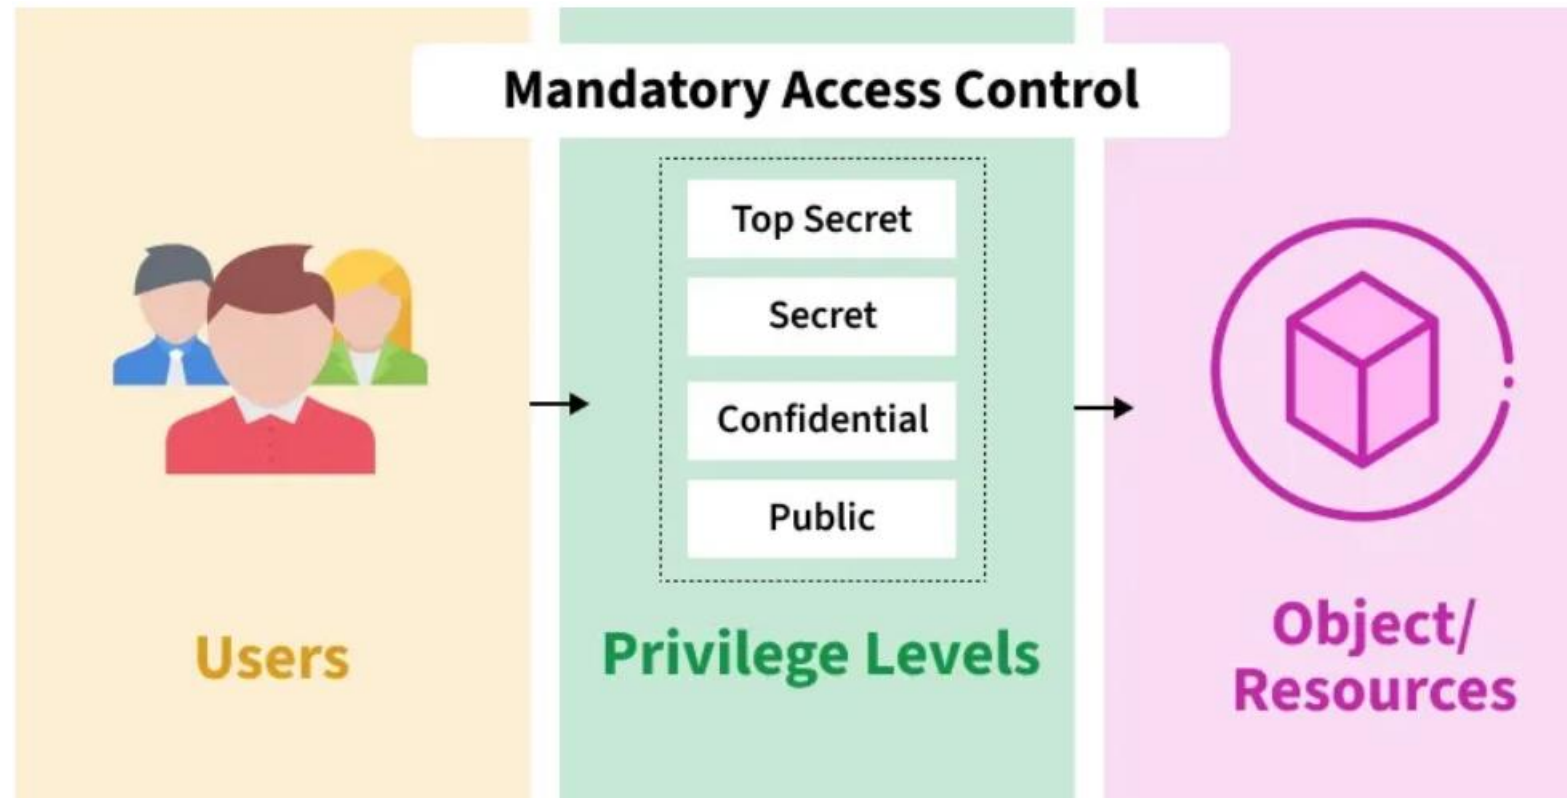 Mandatory Access Control
Top Secret
Secret
Confidential
Public
Users
Privilege Levels
Object/
Resources